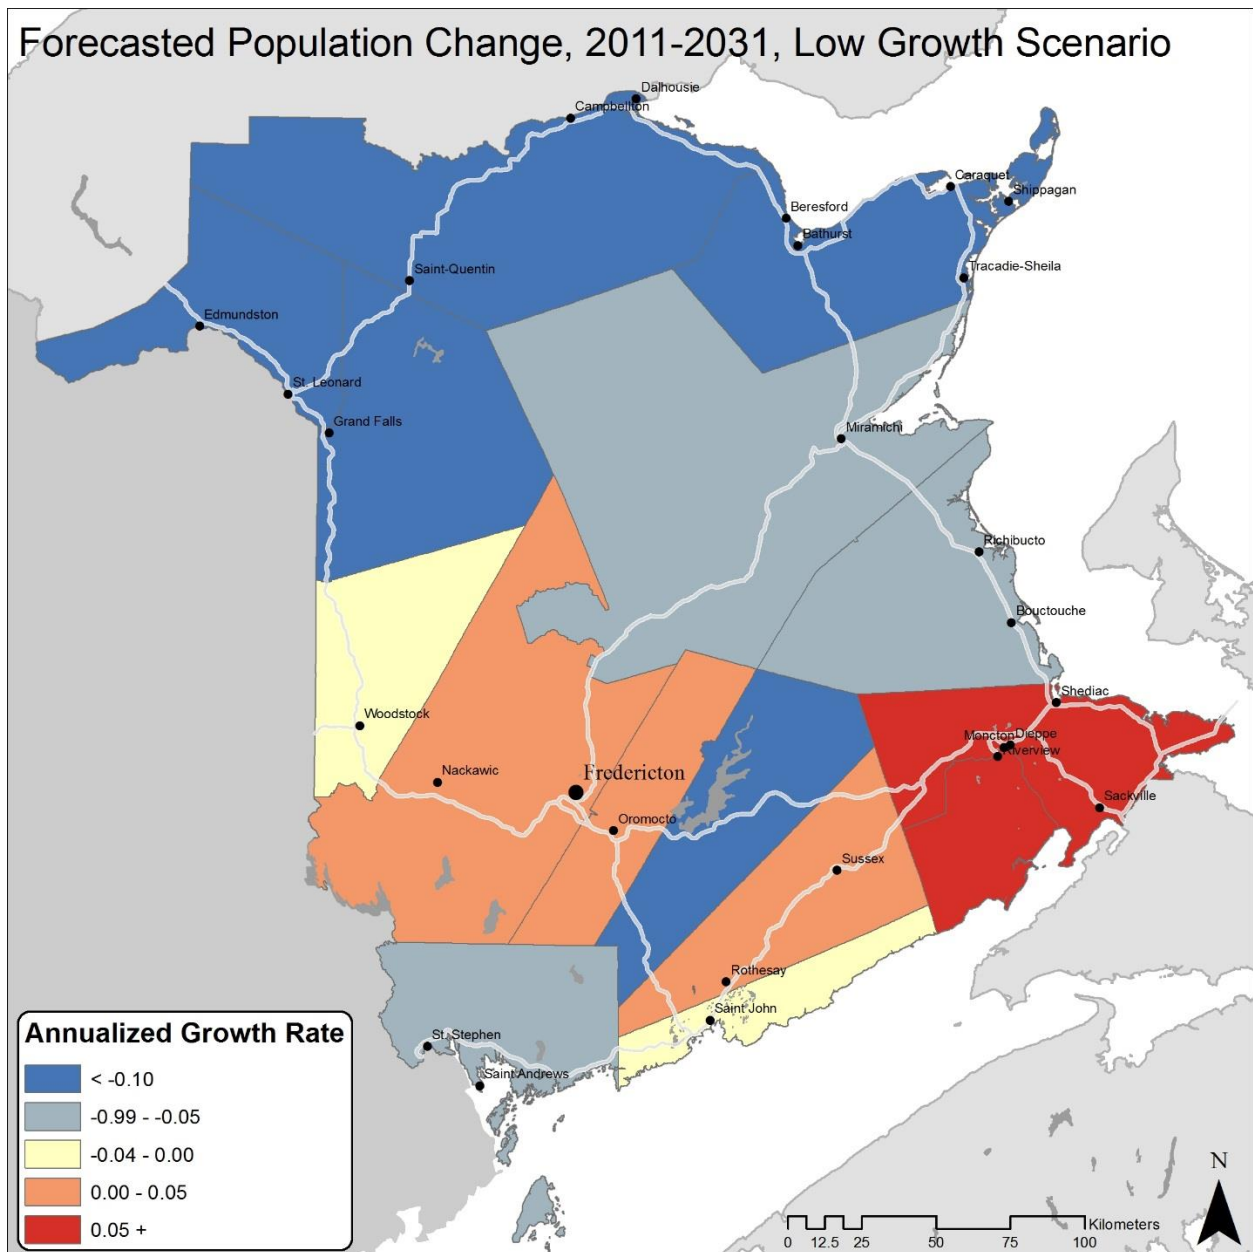 Forecasted Population Change, 2011-2031, Low Growth Scenario
Dalhousie
Campbellton
Caraquet
Shippagan
Beresford
Bathurst
Saint-Quentin
Tracadie-Sheila
Edmundston
St. Leonard
Grand Falls
Miramichi
Richibucto
Bouctouche
Shediac
Woodstock
Moncton
Dieppe
Riverview
Nackawic
Fredericton
Oromocto
Sackville
Sussex
Rothesay
Saint John
St. Stephen
Saint Andrews
Annualized Growth Rate
< -0.10
-0.99 - -0.05
-0.04 - 0.00
0.00 - 0.05
0.05 +
N
Kilometers
0 12.5 25 50 75 100